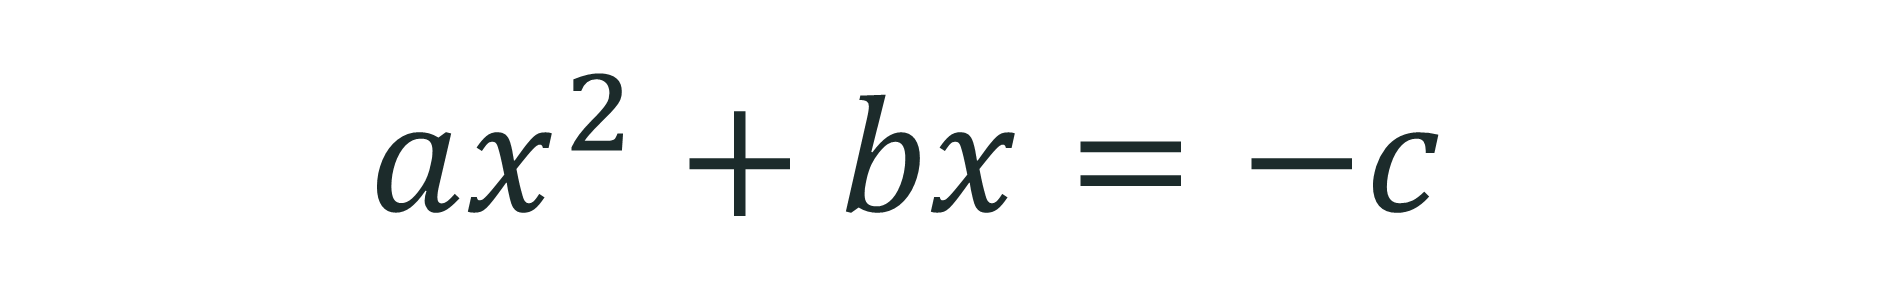 ax² + bx = −c